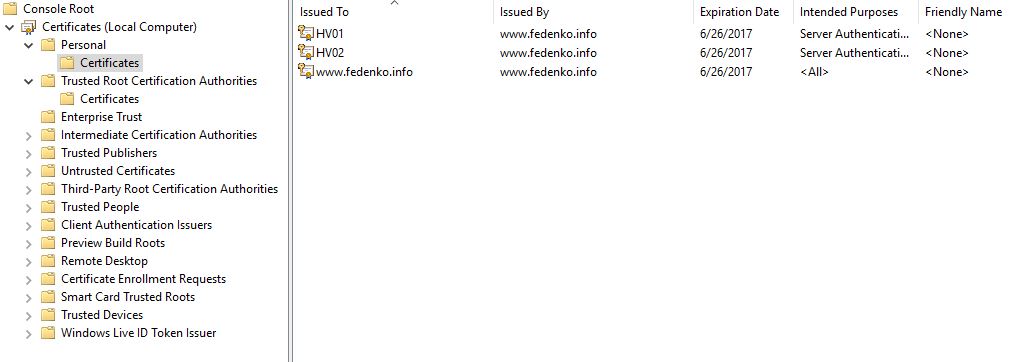 Console Root
Certificates (Local Computer)
Personal
Certificates
Trusted Root Certification Authorities
Certificates
Enterprise Trust
Intermediate Certification Authorities
Trusted Publishers
Untrusted Certificates
Third-Party Root Certification Authorities
Trusted People
Client Authentication Issuers
Preview Build Roots
Remote Desktop
Certificate Enrollment Requests
Smart Card Trusted Roots
Trusted Devices
Windows Live ID Token Issuer
Issued To Issued By Expiration Date Intended Purposes Friendly Name
HV01 www.fedenko.info 6/26/2017 Server Authenticati... <None>
HV02 www.fedenko.info 6/26/2017 Server Authenticati... <None>
www.fedenko.info www.fedenko.info 6/26/2017 <All> <None>